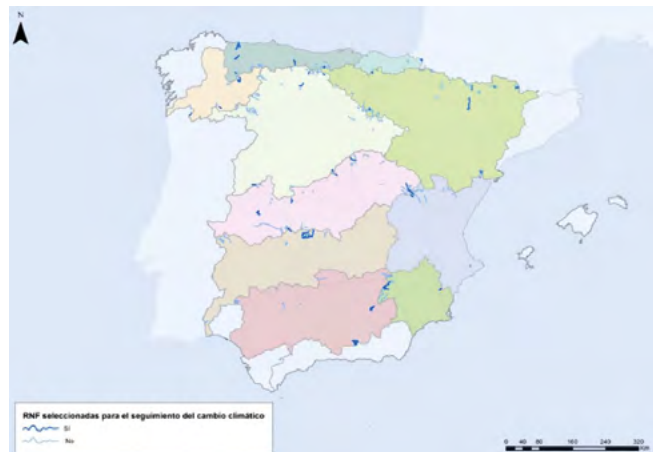 N
RNF seleccionadas para el seguimiento del cambio climático
Sí
No
0 40 80 160 240 320